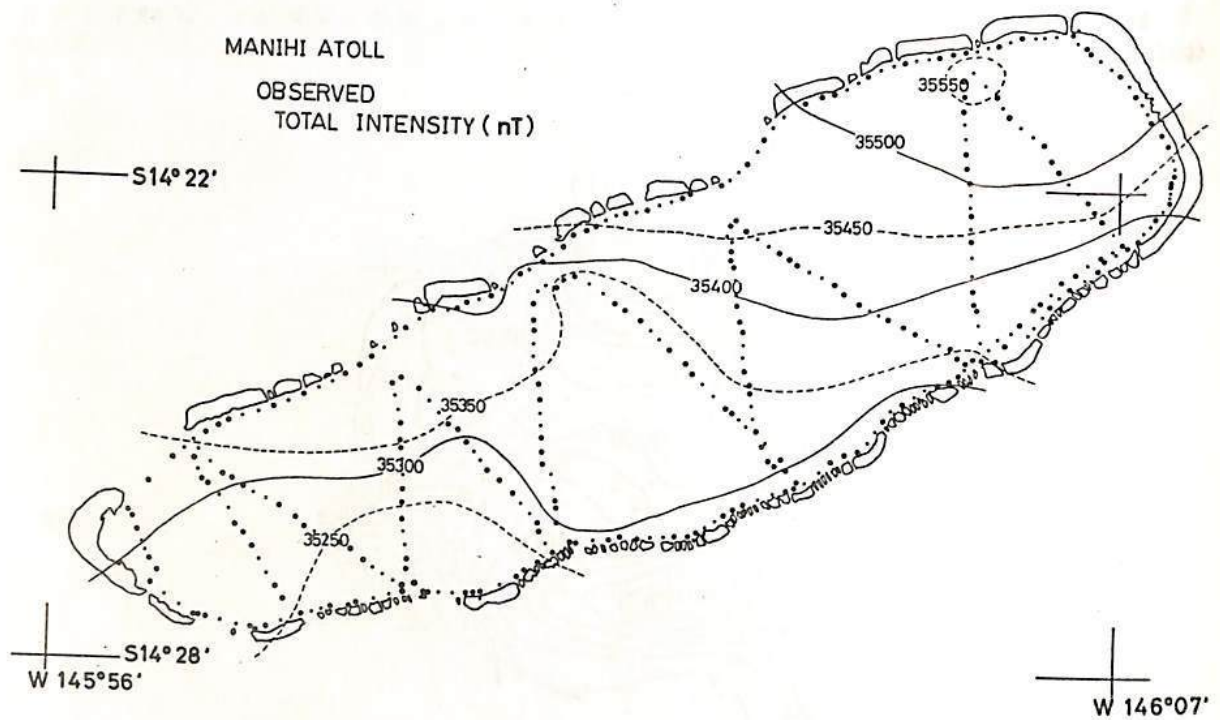 MANIHI ATOLL
OBSERVED
TOTAL INTENSITY (nT)
35550
35500
S14°22'
35450
35400
35350
35300
35250
S14°28'
W 145°56'
W 146°07'